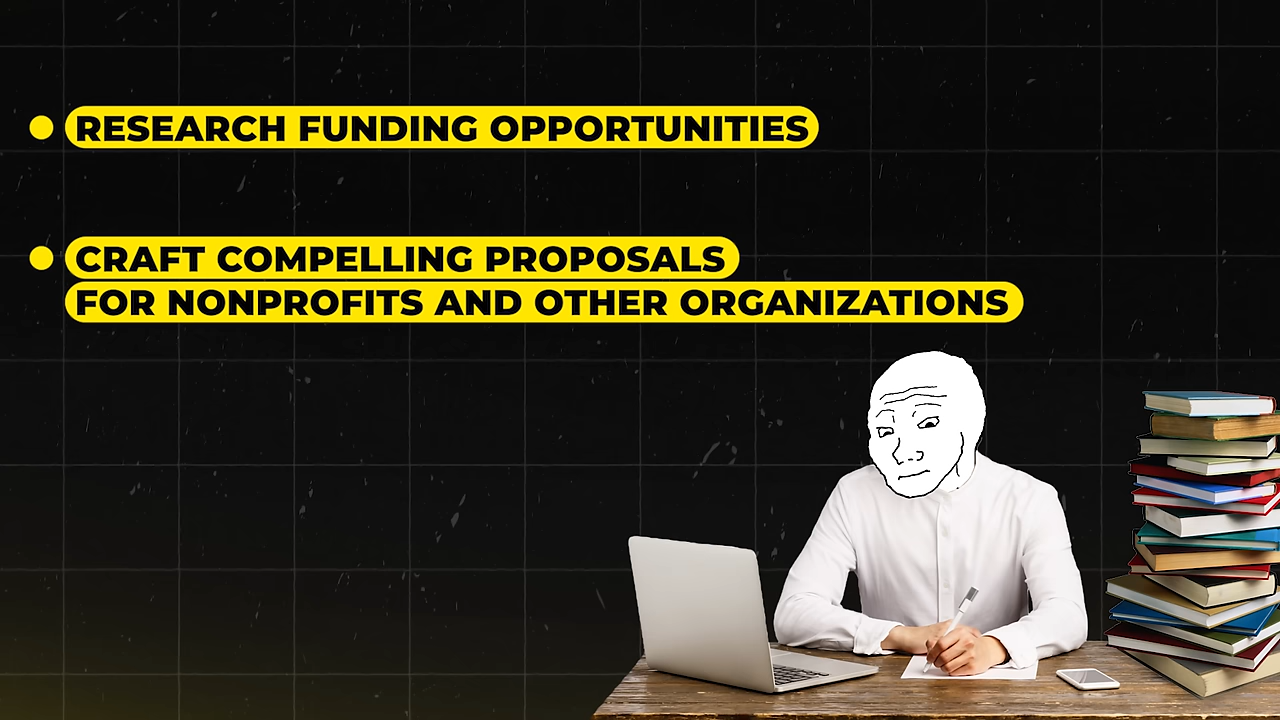 RESEARCH FUNDING OPPORTUNITIES
CRAFT COMPELLING PROPOSALS
FOR NONPROFITS AND OTHER ORGANIZATIONS